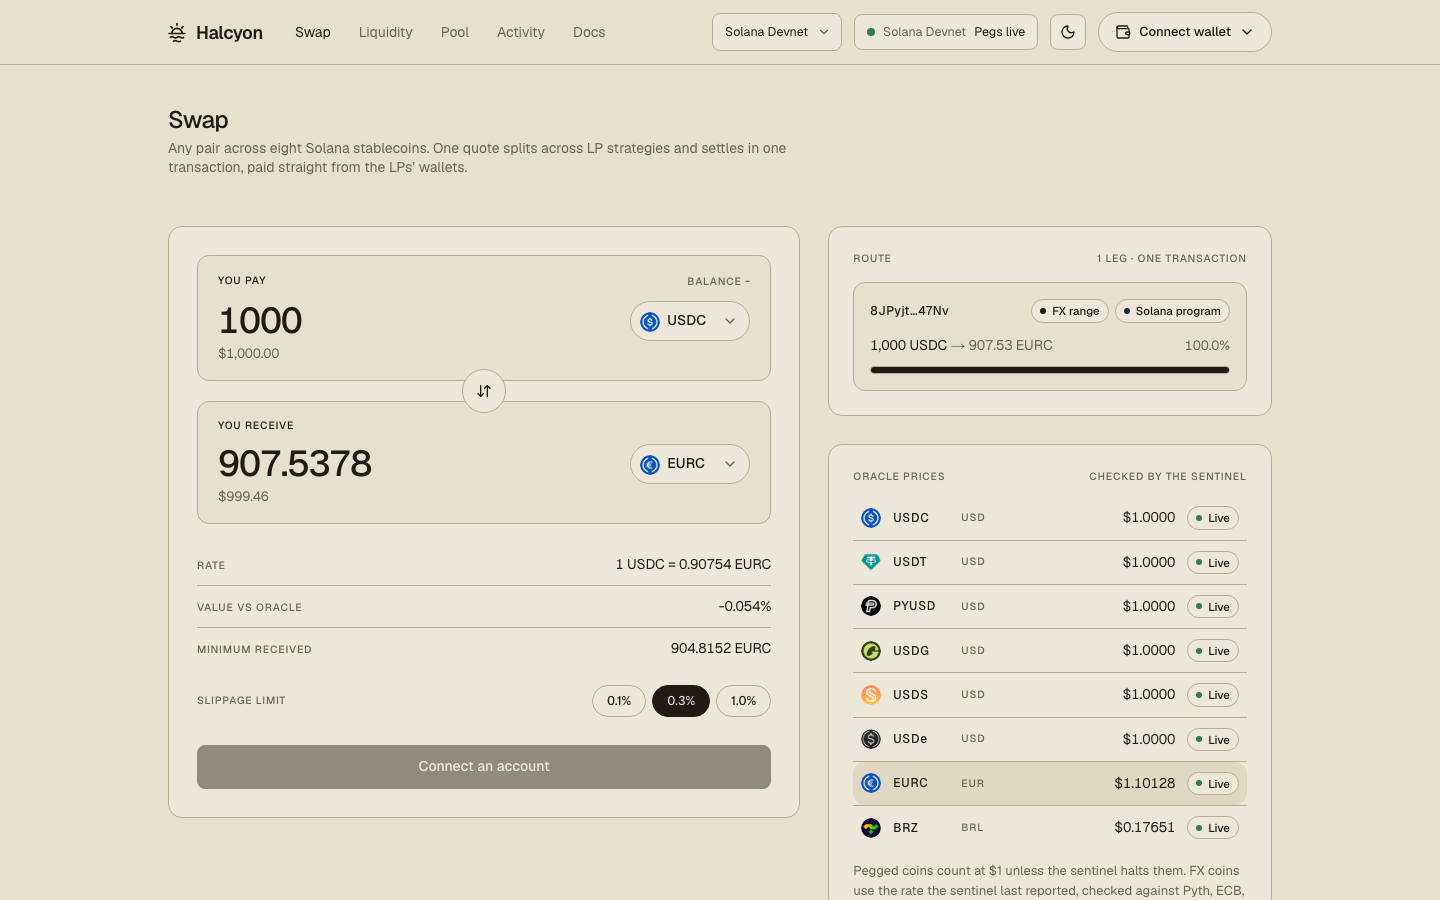 Halcyon
Swap
Liquidity
Pool
Activity
Docs
Solana Devnet
Solana Devnet Pegs live
Connect wallet
Swap
Any pair across eight Solana stablecoins. One quote splits across LP strategies and settles in one
transaction, paid straight from the LPs' wallets.
YOU PAY
BALANCE –
1000
USDC
$1,000.00
YOU RECEIVE
907.5378
EURC
$999.46
RATE
1 USDC = 0.90754 EURC
VALUE VS ORACLE
-0.054%
MINIMUM RECEIVED
904.8152 EURC
SLIPPAGE LIMIT
0.1%
0.3%
1.0%
Connect an account
ROUTE
1 LEG · ONE TRANSACTION
8JPyjt…47Nv
FX range
Solana program
1,000 USDC → 907.53 EURC
100.0%
ORACLE PRICES
CHECKED BY THE SENTINEL
USDC USD $1.0000 Live
USDT USD $1.0000 Live
PYUSD USD $1.0000 Live
USDG USD $1.0000 Live
USDS USD $1.0000 Live
USDe USD $1.0000 Live
EURC EUR $1.10128 Live
BRZ BRL $0.17651 Live
Pegged coins count at $1 unless the sentinel halts them. FX coins
use the rate the sentinel last reported, checked against Pyth, ECB,